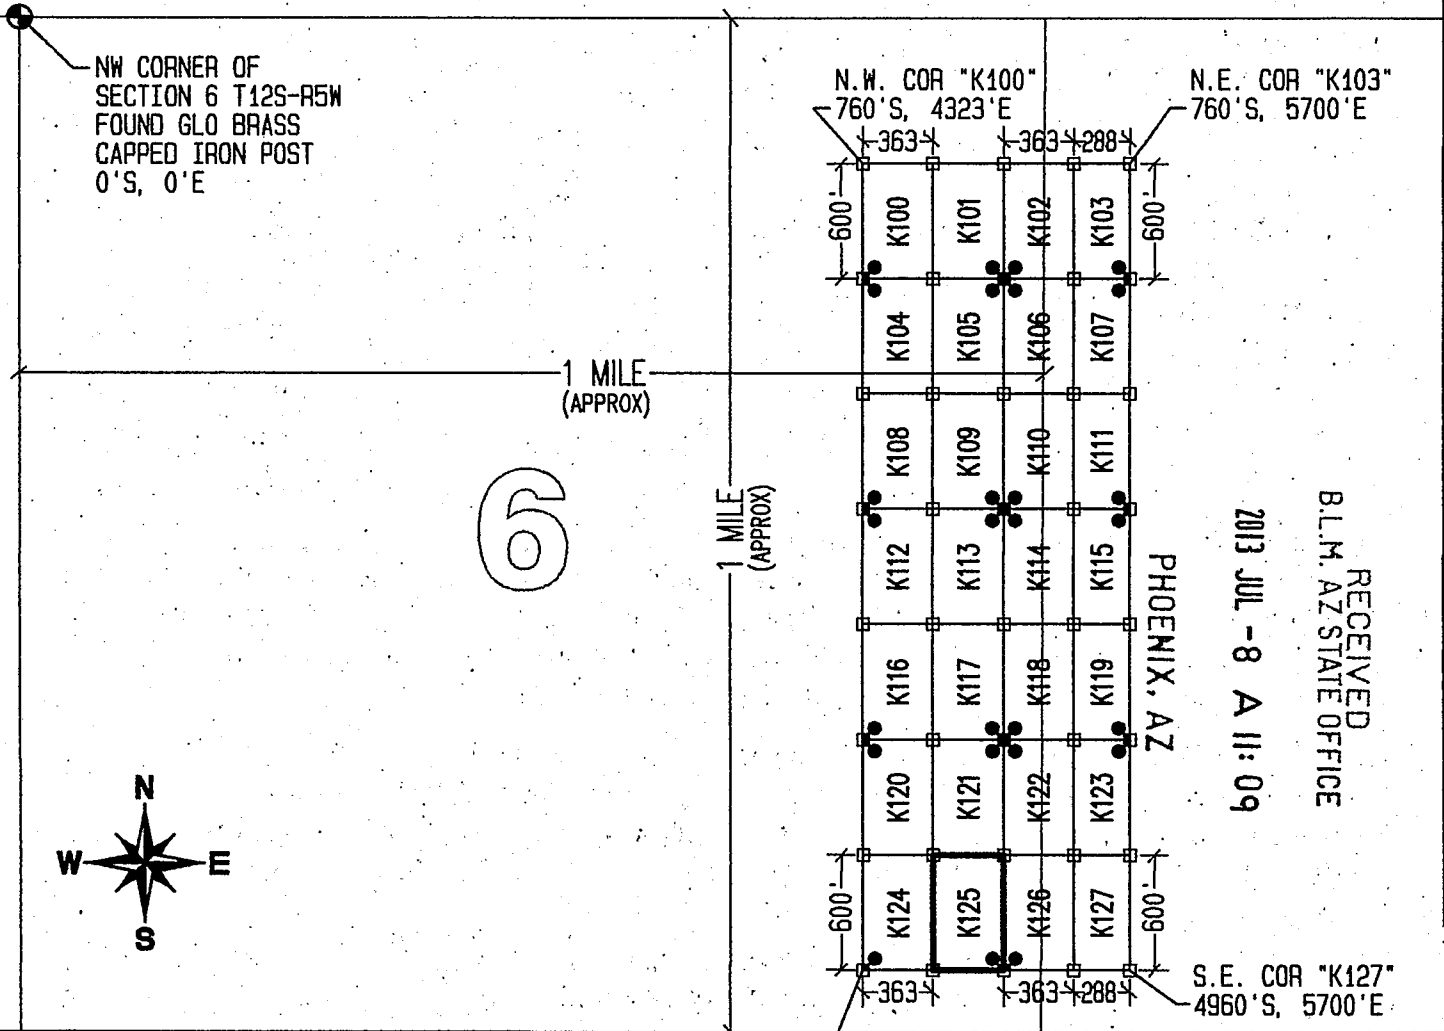 NW CORNER OF
SECTION 6 T12S-R5W
FOUND GLO BRASS
CAPPED IRON POST
0'S, 0'E
N.W. COR "K100"
760'S, 4323'E
N.E. COR "K103"
760'S, 5700'E
363
363
288
600'
K100
K101
K102
K103
600'
K104
K105
K106
K107
1 MILE
(APPROX)
K108
K109
K110
K111
6
1 MILE
(APPROX)
K112
K113
K114
K115
RECEIVED
B.L.M. AZ STATE OFFICE
2013 JUL -8 A 11:09
PHOENIX, AZ
K116
K117
K118
K119
K120
K121
K122
K123
N
W
E
S
600'
K124
K125
K126
K127
600'
363
363
288
S.E. COR "K127"
4960'S, 5700'E